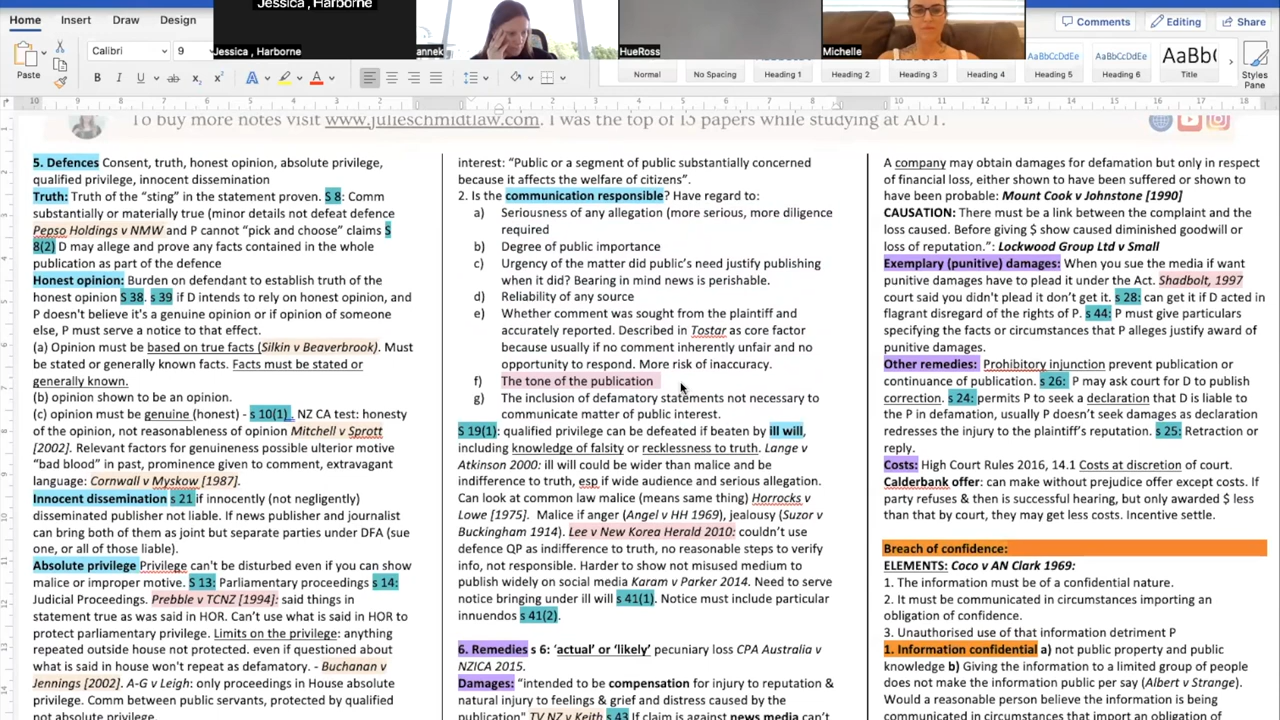 Jessica , Harborne
Home Insert Draw Design
Comments Editing Share
Jessica , Harborne
annek
HueRoss
Michelle
Paste
Calibri 9
B I U ab A A
AaBbCcDdEe AaBbCcDc AaBbC
Normal No Spacing Heading 1 Heading 2 Heading 3 Heading 4 Heading 5 Heading 6 Title
Styles
Pane
10 9 8 7 6 5 4 3 2 1 1 2 3 4 5 6 7 8 10 11 12 13 14 15 16 17 18
To buy more notes visit www.julieschmidtlaw.com. I was the top of 13 papers while studying at AUT.
5. Defences Consent, truth, honest opinion, absolute privilege,
qualified privilege, innocent dissemination
Truth: Truth of the "sting" in the statement proven. S 8: Comm
substantially or materially true (minor details not defeat defence
Pepso Holdings v NMW and P cannot "pick and choose" claims S
8(2) D may allege and prove any facts contained in the whole
publication as part of the defence
Honest opinion: Burden on defendant to establish truth of the
honest opinion S 38. s 39 if D intends to rely on honest opinion, and
P doesn't believe it's a genuine opinion or if opinion of someone
else, P must serve a notice to that effect.
(a) Opinion must be based on true facts (Silkin v Beaverbrook). Must
be stated or generally known facts. Facts must be stated or
generally known.
(b) opinion shown to be an opinion.
(c) opinion must be genuine (honest) - s 10(1). NZ CA test: honesty
of the opinion, not reasonableness of opinion Mitchell v Sprott
[2002]. Relevant factors for genuineness possible ulterior motive
"bad blood" in past, prominence given to comment, extravagant
language: Cornwall v Myskow [1987].
Innocent dissemination s 21 if innocently (not negligently)
disseminated publisher not liable. If news publisher and journalist
can bring both of them as joint but separate parties under DFA (sue
one, or all of those liable).
Absolute privilege Privilege can't be disturbed even if you can show
malice or improper motive. S 13: Parliamentary proceedings s 14:
Judicial Proceedings. Prebble v TCNZ [1994]: said things in
statement true as was said in HOR. Can't use what is said in HOR to
protect parliamentary privilege. Limits on the privilege: anything
repeated outside house not protected. even if questioned about
what is said in house won't repeat as defamatory. - Buchanan v
Jennings [2002]. A-G v Leigh: only proceedings in House absolute
privilege. Comm between public servants, protected by qualified
not absolute privilege.
interest: "Public or a segment of public substantially concerned
because it affects the welfare of citizens".
2. Is the communication responsible? Have regard to:
a) Seriousness of any allegation (more serious, more diligence
required
b) Degree of public importance
c) Urgency of the matter did public's need justify publishing
when it did? Bearing in mind news is perishable.
d) Reliability of any source
e) Whether comment was sought from the plaintiff and
accurately reported. Described in Tostar as core factor
because usually if no comment inherently unfair and no
opportunity to respond. More risk of inaccuracy.
f) The tone of the publication
g) The inclusion of defamatory statements not necessary to
communicate matter of public interest.
S 19(1): qualified privilege can be defeated if beaten by ill will,
including knowledge of falsity or recklessness to truth. Lange v
Atkinson 2000: ill will could be wider than malice and be
indifference to truth, esp if wide audience and serious allegation.
Can look at common law malice (means same thing) Horrocks v
Lowe [1975]. Malice if anger (Angel v HH 1969), jealousy (Suzor v
Buckingham 1914). Lee v New Korea Herald 2010: couldn't use
defence QP as indifference to truth, no reasonable steps to verify
info, not responsible. Harder to show not misused medium to
publish widely on social media Karam v Parker 2014. Need to serve
notice bringing under ill will s 41(1). Notice must include particular
innuendos s 41(2).
6. Remedies s 6: 'actual' or 'likely' pecuniary loss CPA Australia v
NZICA 2015.
Damages: "intended to be compensation for injury to reputation &
natural injury to feelings & grief and distress caused by the
publication" TV NZ v Keith s 43 If claim is against news media can't
A company may obtain damages for defamation but only in respect
of financial loss, either shown to have been suffered or shown to
have been probable: Mount Cook v Johnstone [1990]
CAUSATION: There must be a link between the complaint and the
loss caused. Before giving $ show caused diminished goodwill or
loss of reputation.": Lockwood Group Ltd v Small
Exemplary (punitive) damages: When you sue the media if want
punitive damages have to plead it under the Act. Shadbolt, 1997
court said you didn't plead it don't get it. s 28: can get it if D acted in
flagrant disregard of the rights of P. s 44: P must give particulars
specifying the facts or circumstances that P alleges justify award of
punitive damages.
Other remedies: Prohibitory injunction prevent publication or
continuance of publication. s 26: P may ask court for D to publish
correction. s 24: permits P to seek a declaration that D is liable to
the P in defamation, usually P doesn't seek damages as declaration
redresses the injury to the plaintiff's reputation. s 25: Retraction or
reply.
Costs: High Court Rules 2016, 14.1 Costs at discretion of court.
Calderbank offer: can make without prejudice offer except costs. If
party refuses & then is successful hearing, but only awarded $ less
than that by court, they may get less costs. Incentive settle.
Breach of confidence:
ELEMENTS: Coco v AN Clark 1969:
1. The information must be of a confidential nature.
2. It must be communicated in circumstances importing an
obligation of confidence.
3. Unauthorised use of that information detriment P
1. Information confidential a) not public property and public
knowledge b) Giving the information to a limited group of people
does not make the information public per say (Albert v Strange).
Would a reasonable person believe the information is being
communicated in circumstances that import an obligation of